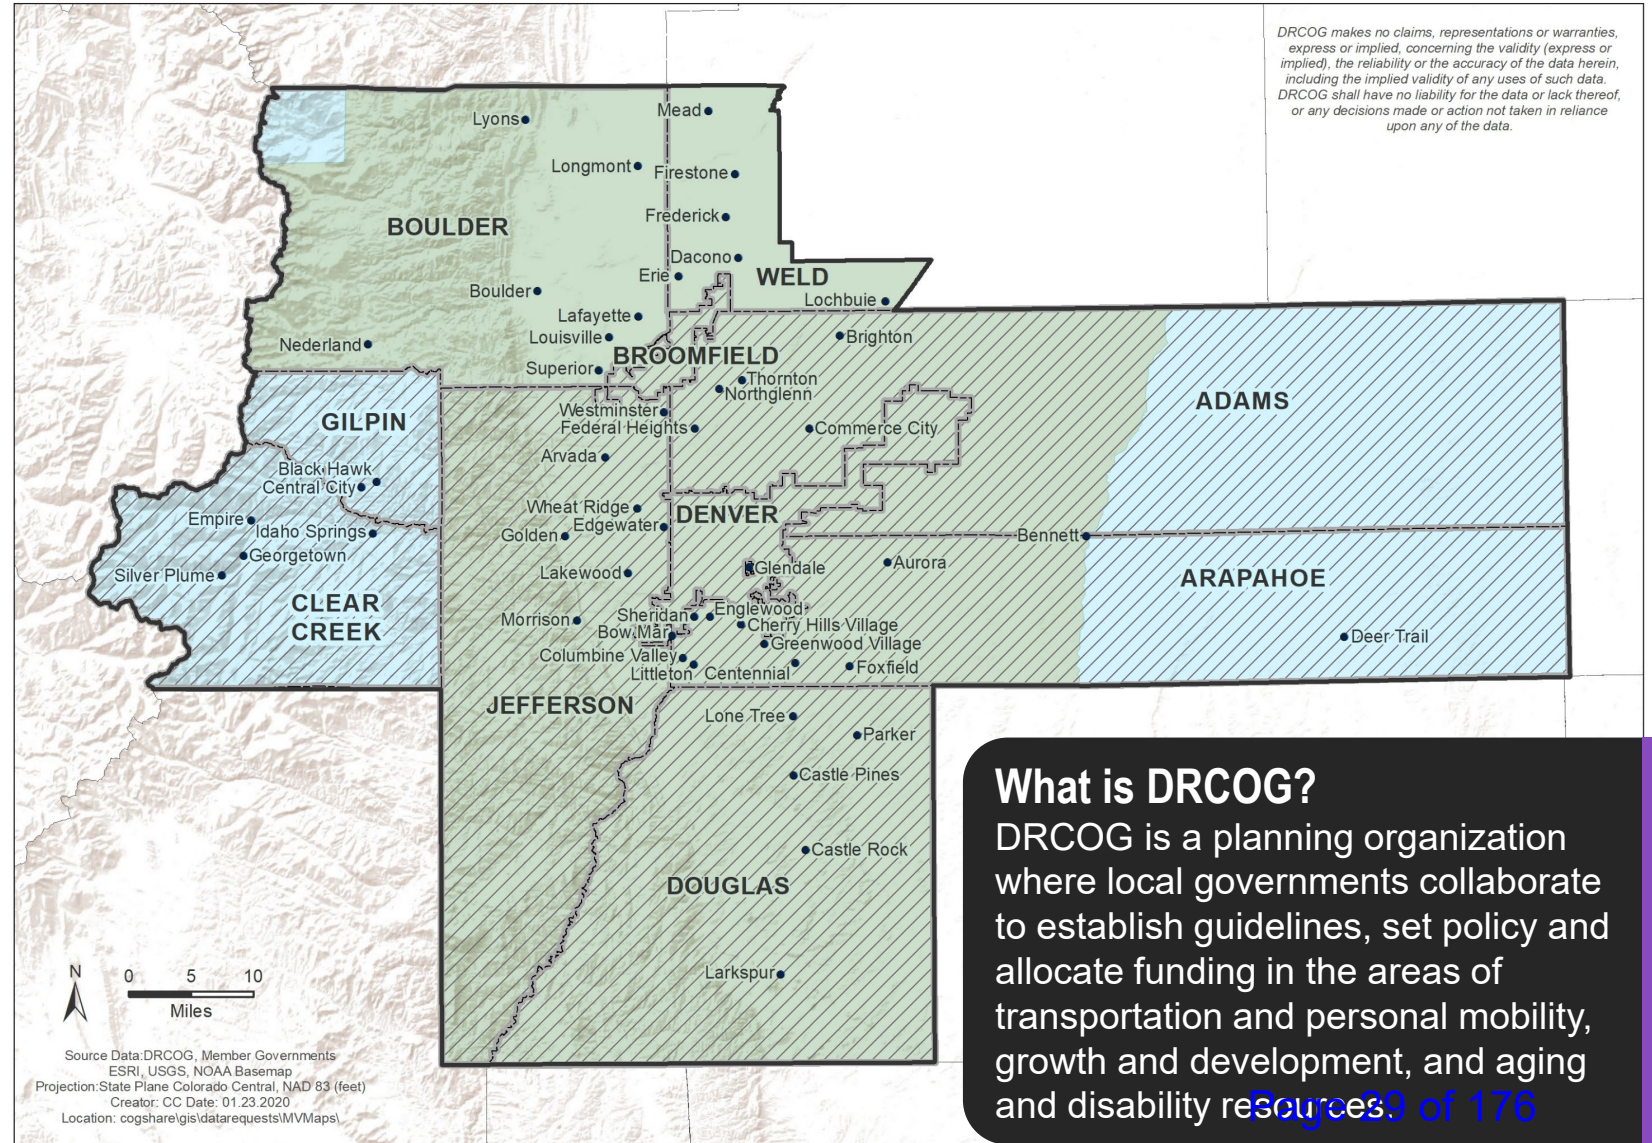 DRCOG makes no claims, representations or warranties,
express or implied, concerning the validity (express or
implied), the reliability or the accuracy of the data herein,
including the implied validity of any uses of such data.
DRCOG shall have no liability for the data or lack thereof,
or any decisions made or action not taken in reliance
upon any of the data.
Mead
Lyons
Longmont
Firestone
Frederick
BOULDER
Dacono
Erie
WELD
Boulder
Lochbuie
Lafayette
Louisville
Brighton
Nederland
BROOMFIELD
Superior
Thornton
Northglenn
ADAMS
Westminster
GILPIN
Federal Heights
Commerce City
Arvada
Black Hawk
Central City
Wheat Ridge
DENVER
Empire
Edgewater
Idaho Springs
Golden
Bennett
Georgetown
Aurora
Glendale
Silver Plume
Lakewood
ARAPAHOE
CLEAR
CREEK
Englewood
Sheridan
Morrison
Cherry Hills Village
Bow Mar
Deer Trail
Greenwood Village
Columbine Valley
Littleton
Centennial
Foxfield
JEFFERSON
Lone Tree
Parker
Castle Pines
Castle Rock
DOUGLAS
Larkspur
N
0 5 10
Miles
Source Data:DRCOG, Member Governments
ESRI, USGS, NOAA Basemap
Projection:State Plane Colorado Central, NAD 83 (feet)
Creator: CC Date: 01.23.2020
Location: cogshare\gis\datarequests\MVMaps\
What is DRCOG?
DRCOG is a planning organization
where local governments collaborate
to establish guidelines, set policy and
allocate funding in the areas of
transportation and personal mobility,
growth and development, and aging
and disability resources.
Page 29 of 176